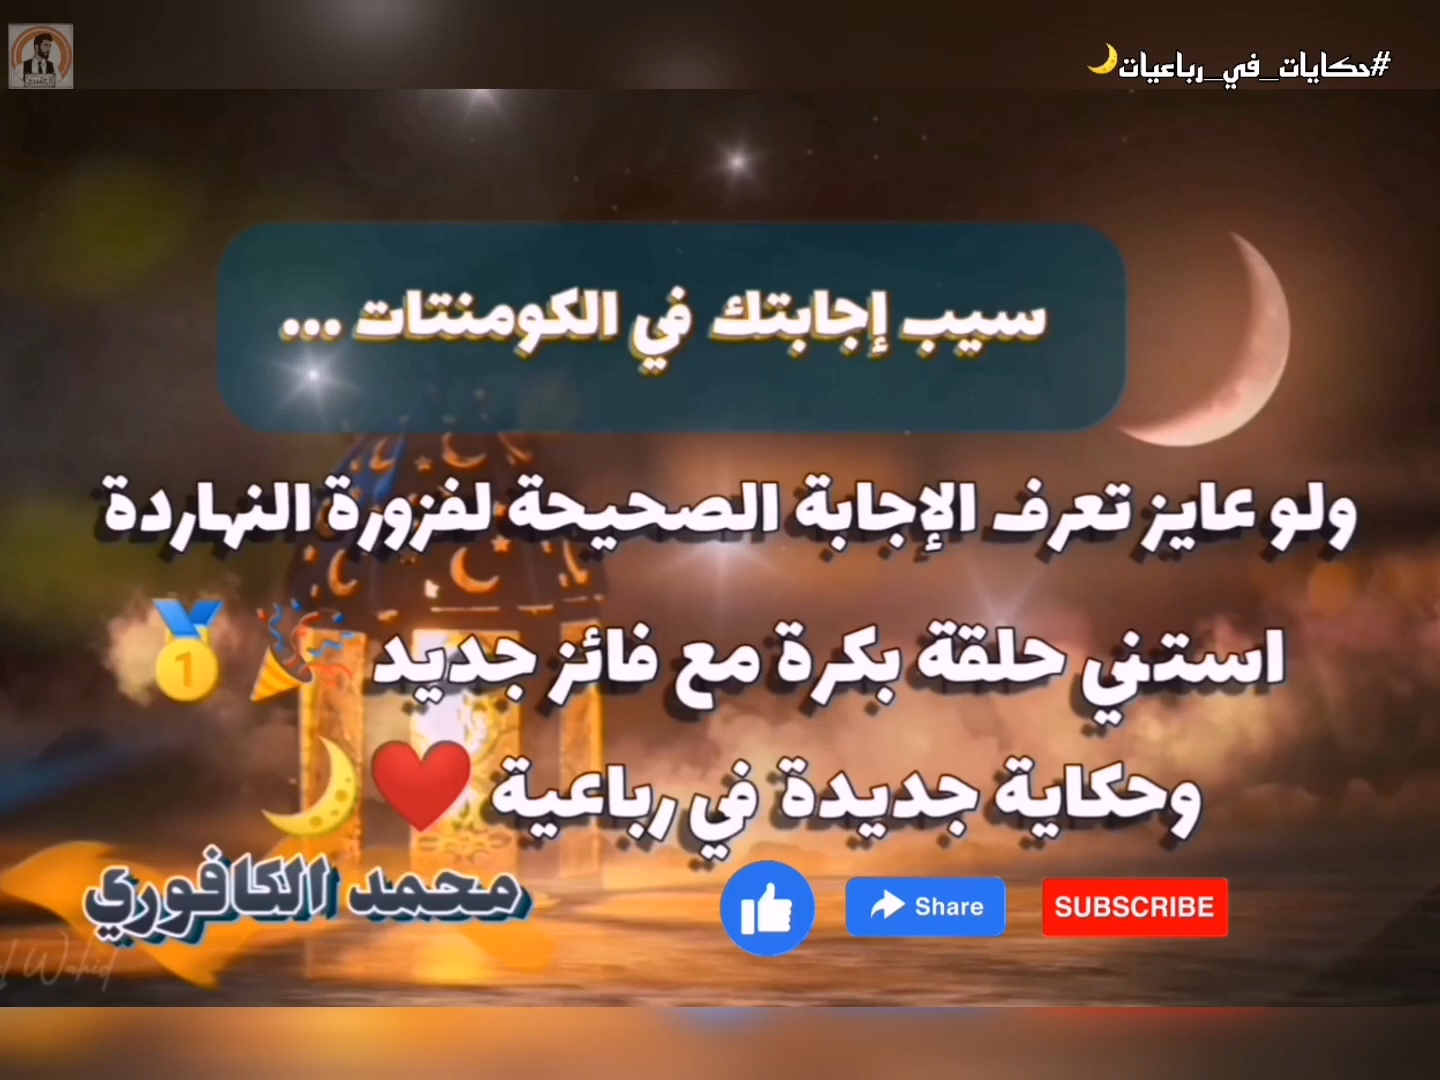 #حكايات_في_رباعيات🌙
سيب إجابتك في الكومنتات ...
ولو عايز تعرف الإجابة الصحيحة لفزورة النهاردة
استني حلقة بكرة مع فائز جديد 🎉🥇
وحكاية جديدة في رباعية ❤️🌙
محمد الكافوري
Share
SUBSCRIBE